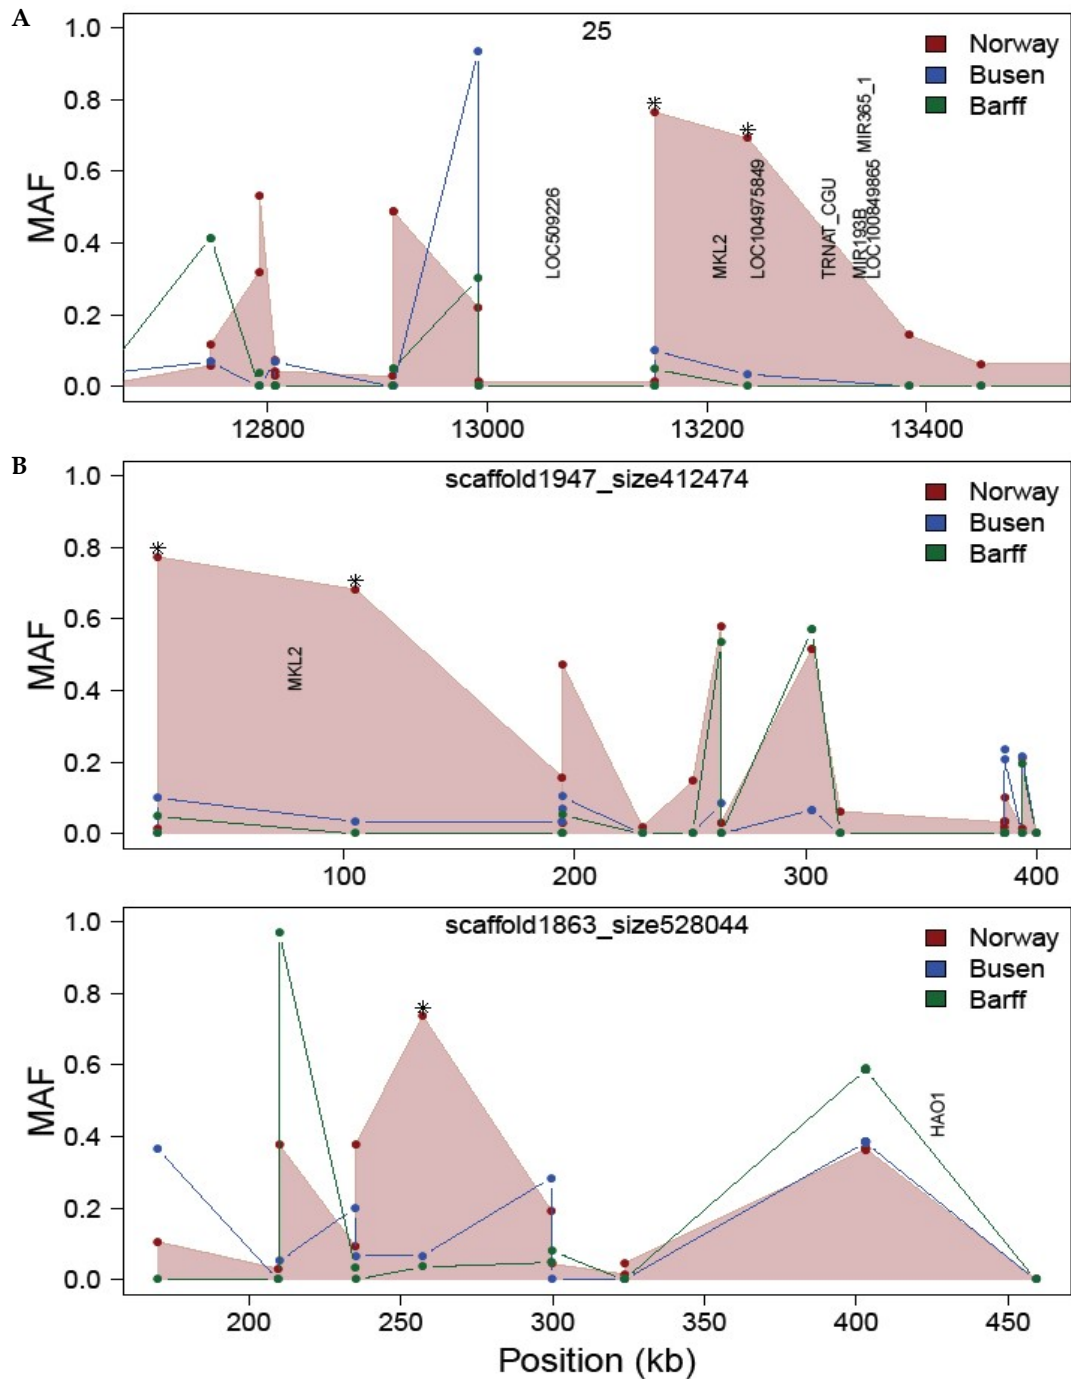 A
25
Norway
Busen
Barff
MAF
1.0
0.8
0.6
0.4
0.2
0.0
LOC509226
MKL2
LOC104975849
TRNAT_CGU
MIR193B
LOC100849865
MIR365_1
12800
13000
13200
13400
B
scaffold1947_size412474
Norway
Busen
Barff
MAF
1.0
0.8
0.6
0.4
0.2
0.0
MKL2
100
200
300
400
scaffold1863_size528044
Norway
Busen
Barff
MAF
1.0
0.8
0.6
0.4
0.2
0.0
HAO1
200
250
300
350
400
450
Position (kb)